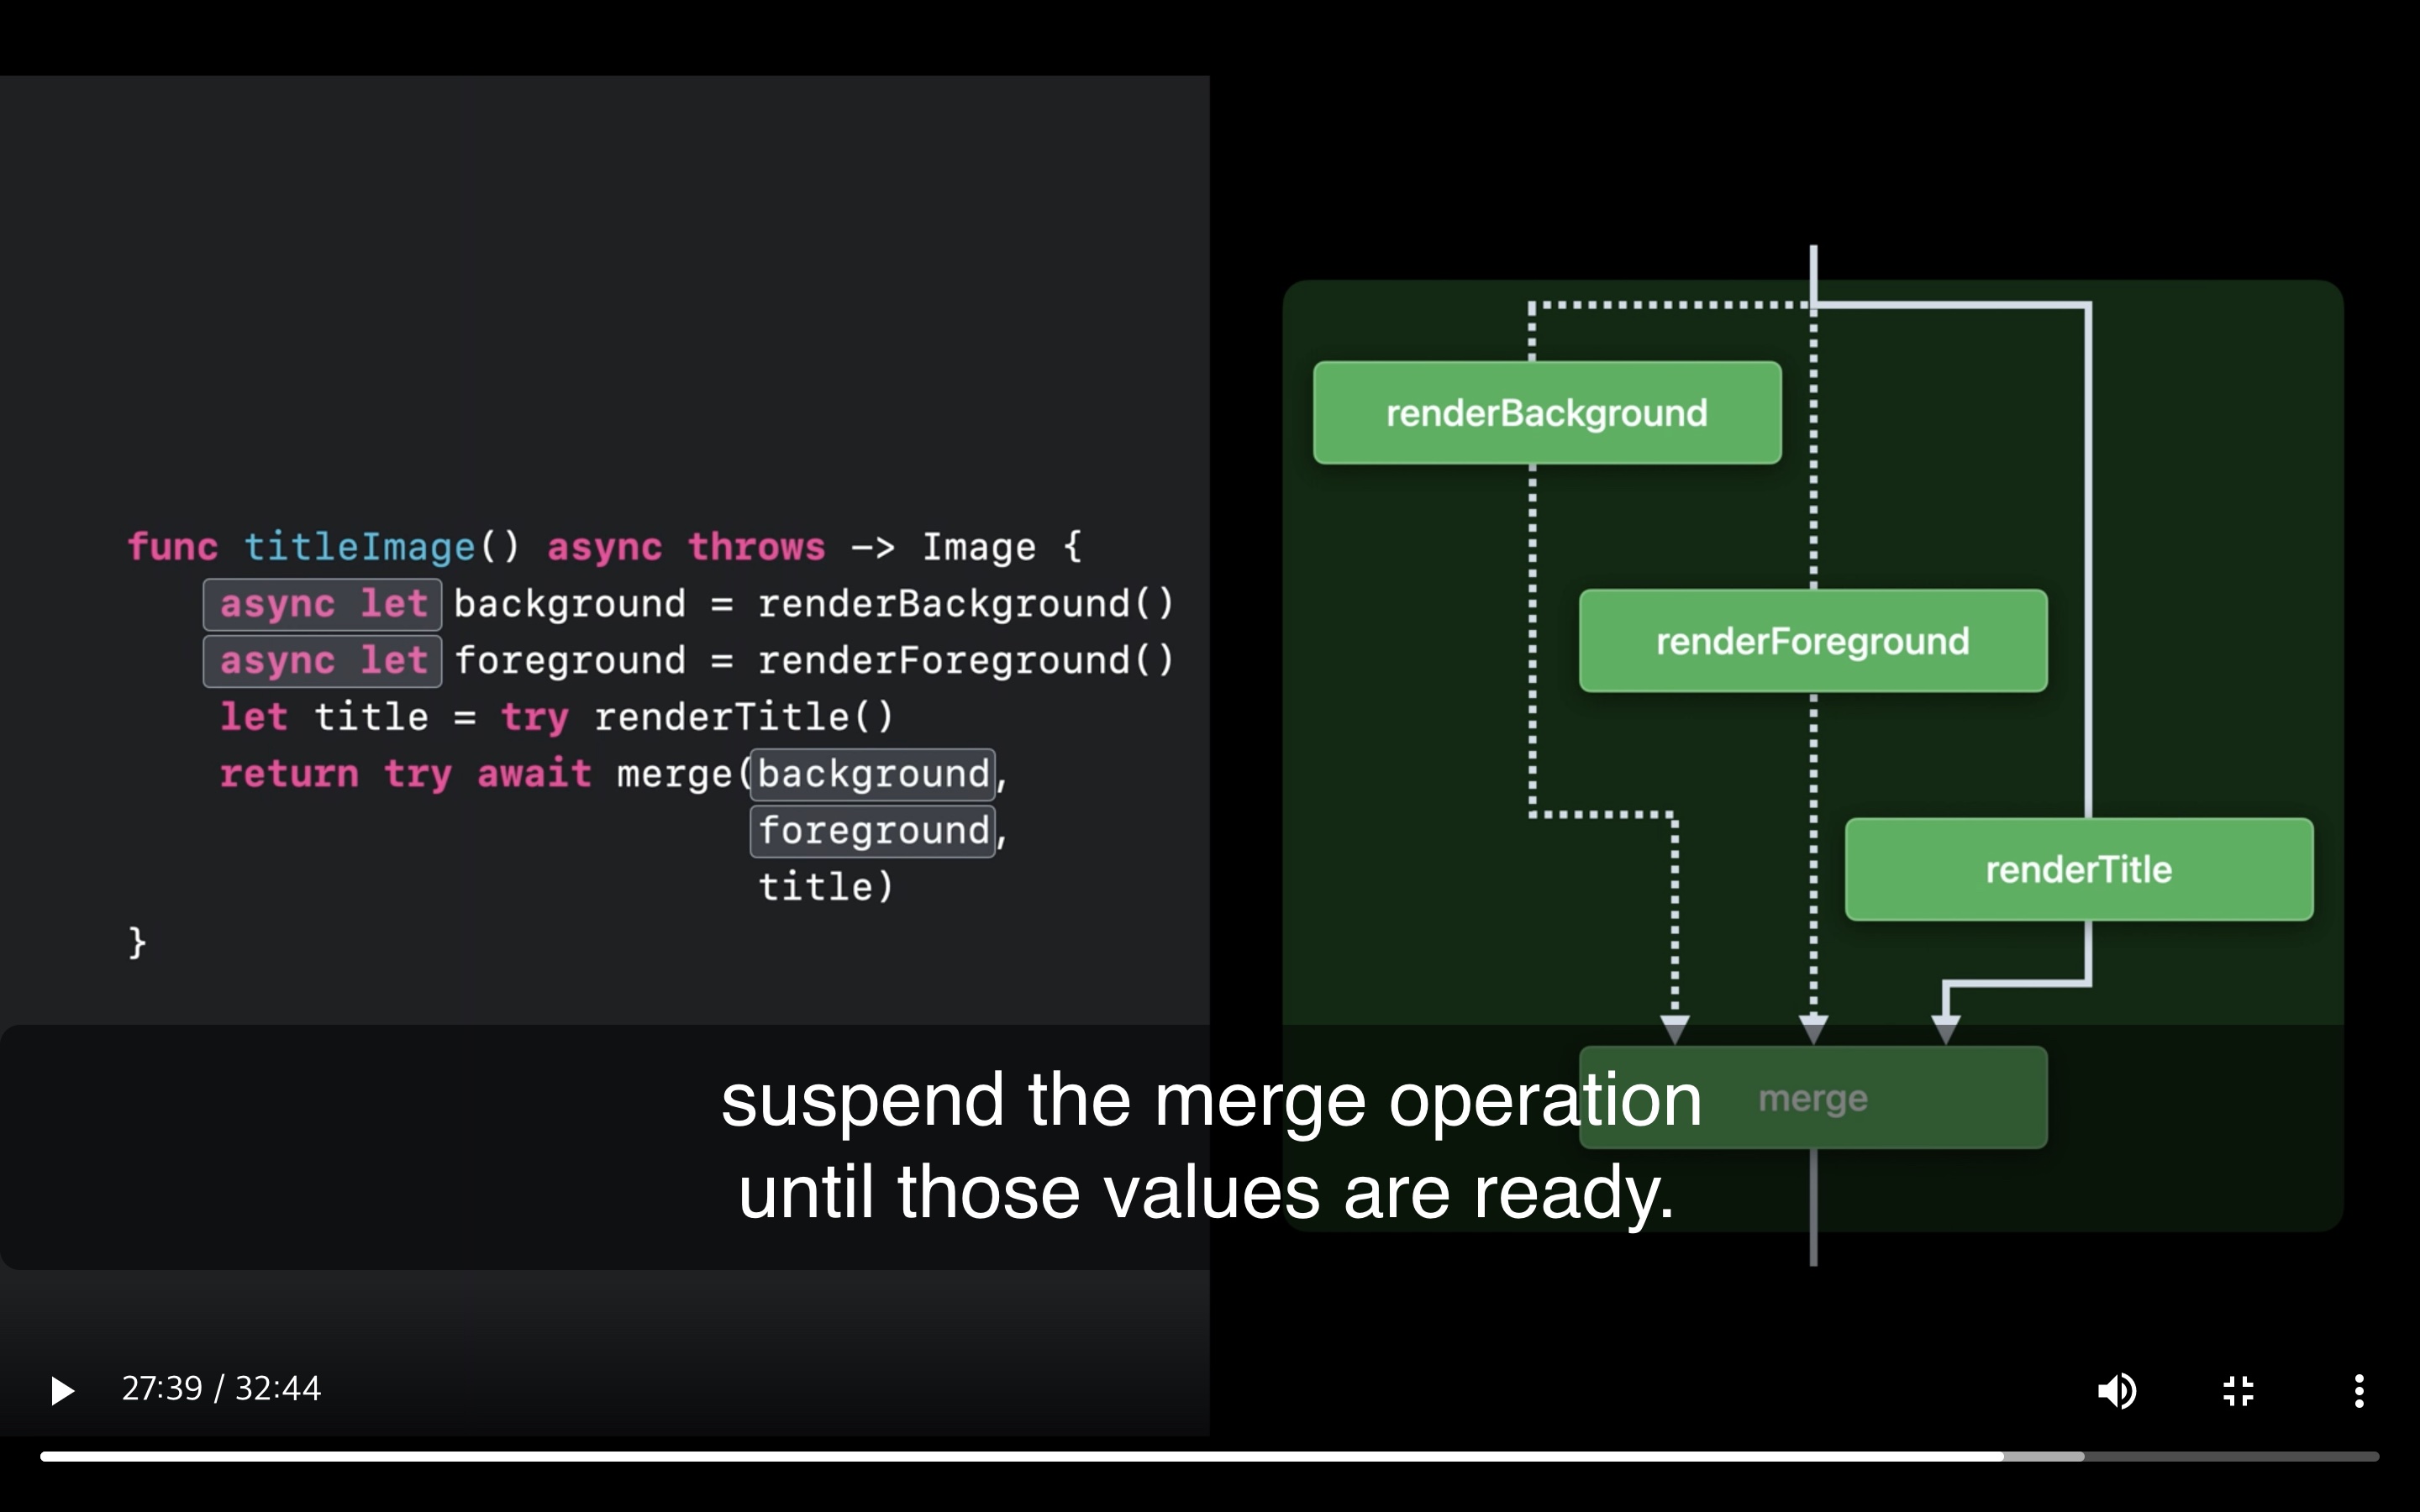 func titleImage() async throws -> Image {
    async let background = renderBackground()
    async let foreground = renderForeground()
    let title = try renderTitle()
    return try await merge(background,
                           foreground,
                           title)
}
renderBackground
renderForeground
renderTitle
merge
suspend the merge operation
until those values are ready.
27:39 / 32:44